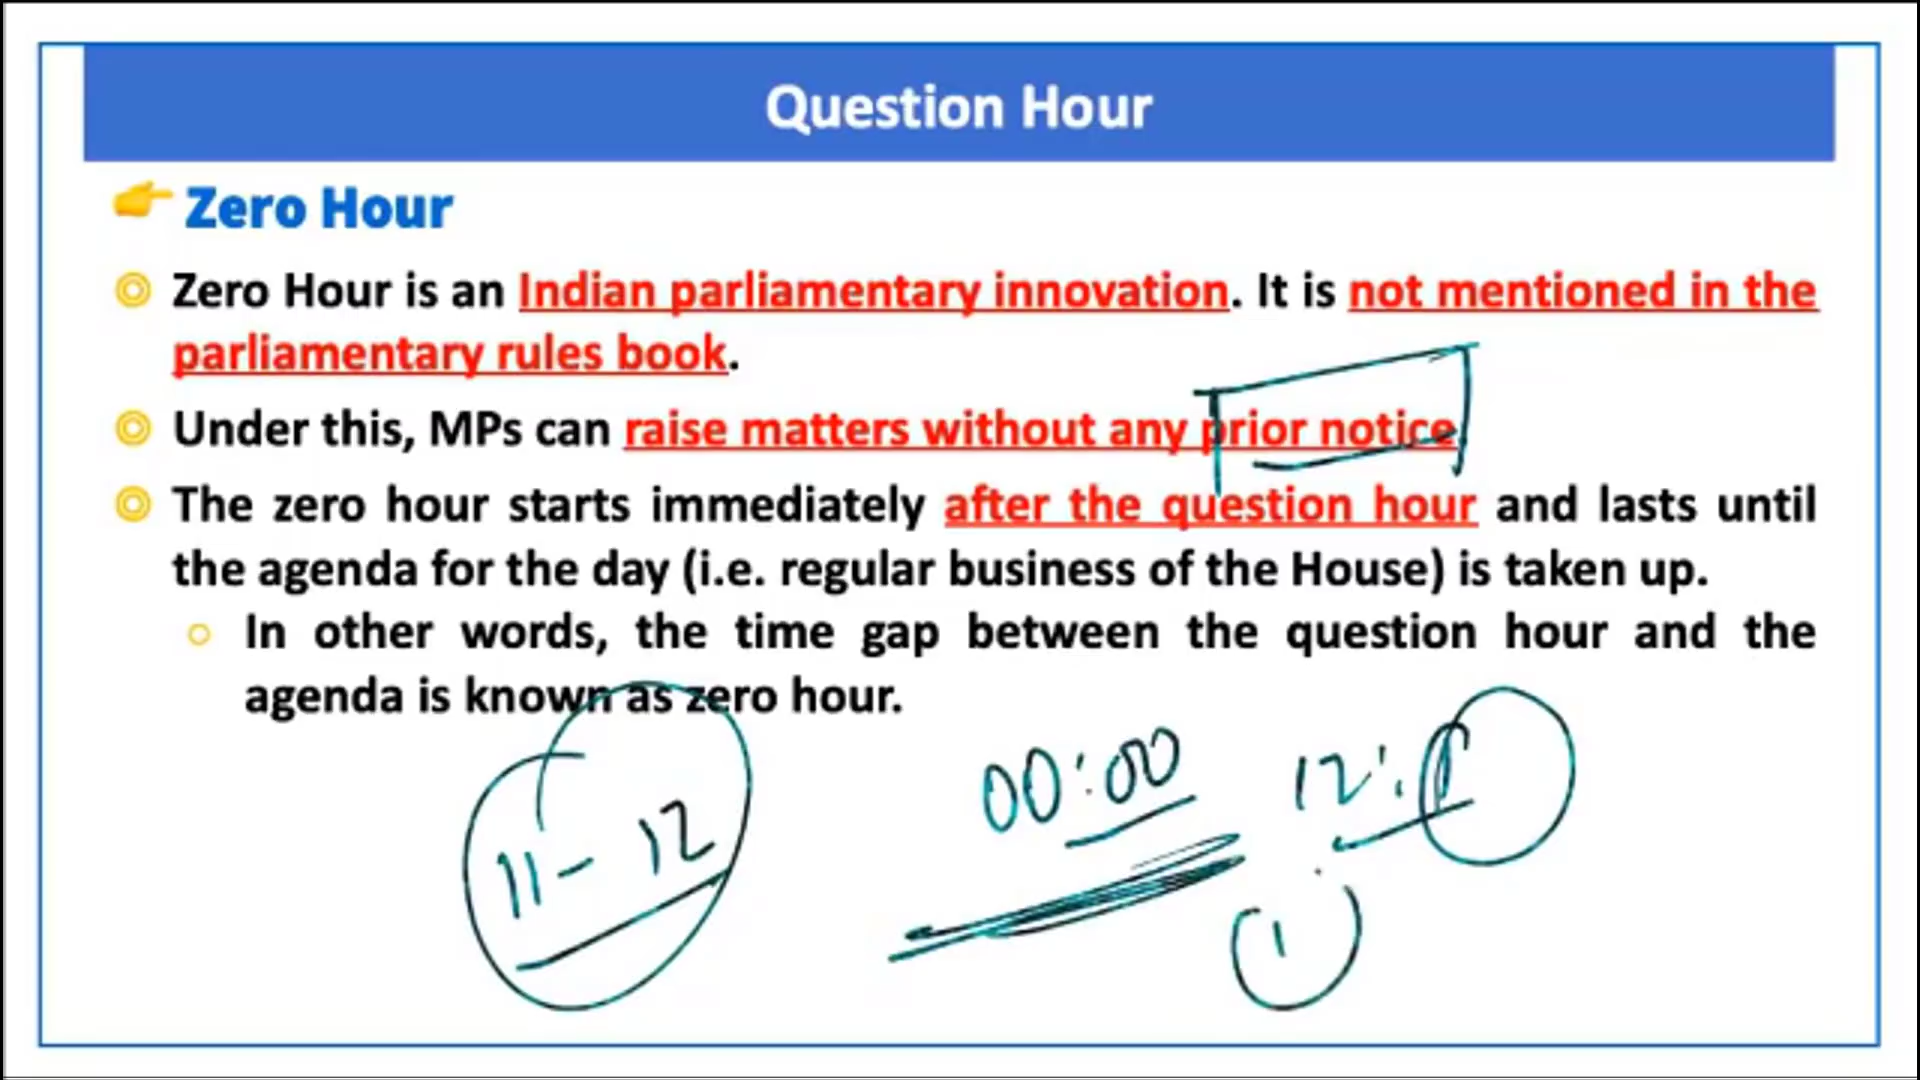 Question Hour
Zero Hour
Zero Hour is an Indian parliamentary innovation. It is not mentioned in the
parliamentary rules book.
Under this, MPs can raise matters without any prior notice
The zero hour starts immediately after the question hour and lasts until
the agenda for the day (i.e. regular business of the House) is taken up.
In other words, the time gap between the question hour and the
agenda is known as zero hour.
00:00
11-12
1